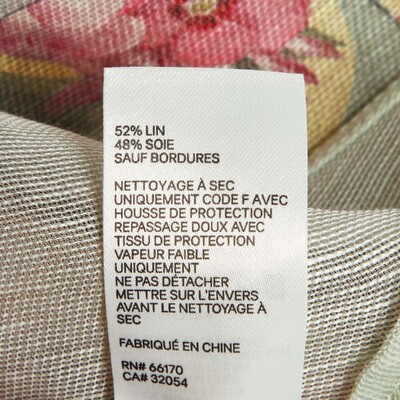 52% LIN
48% SOIE
SAUF BORDURES
NETTOYAGE À SEC
UNIQUEMENT CODE F AVEC
HOUSSE DE PROTECTION
REPASSAGE DOUX AVEC
TISSU DE PROTECTION
VAPEUR FAIBLE
UNIQUEMENT
NE PAS DÉTACHER
METTRE SUR L'ENVERS
AVANT LE NETTOYAGE À
SEC
FABRIQUÉ EN CHINE
RN# 66170
CA# 32054